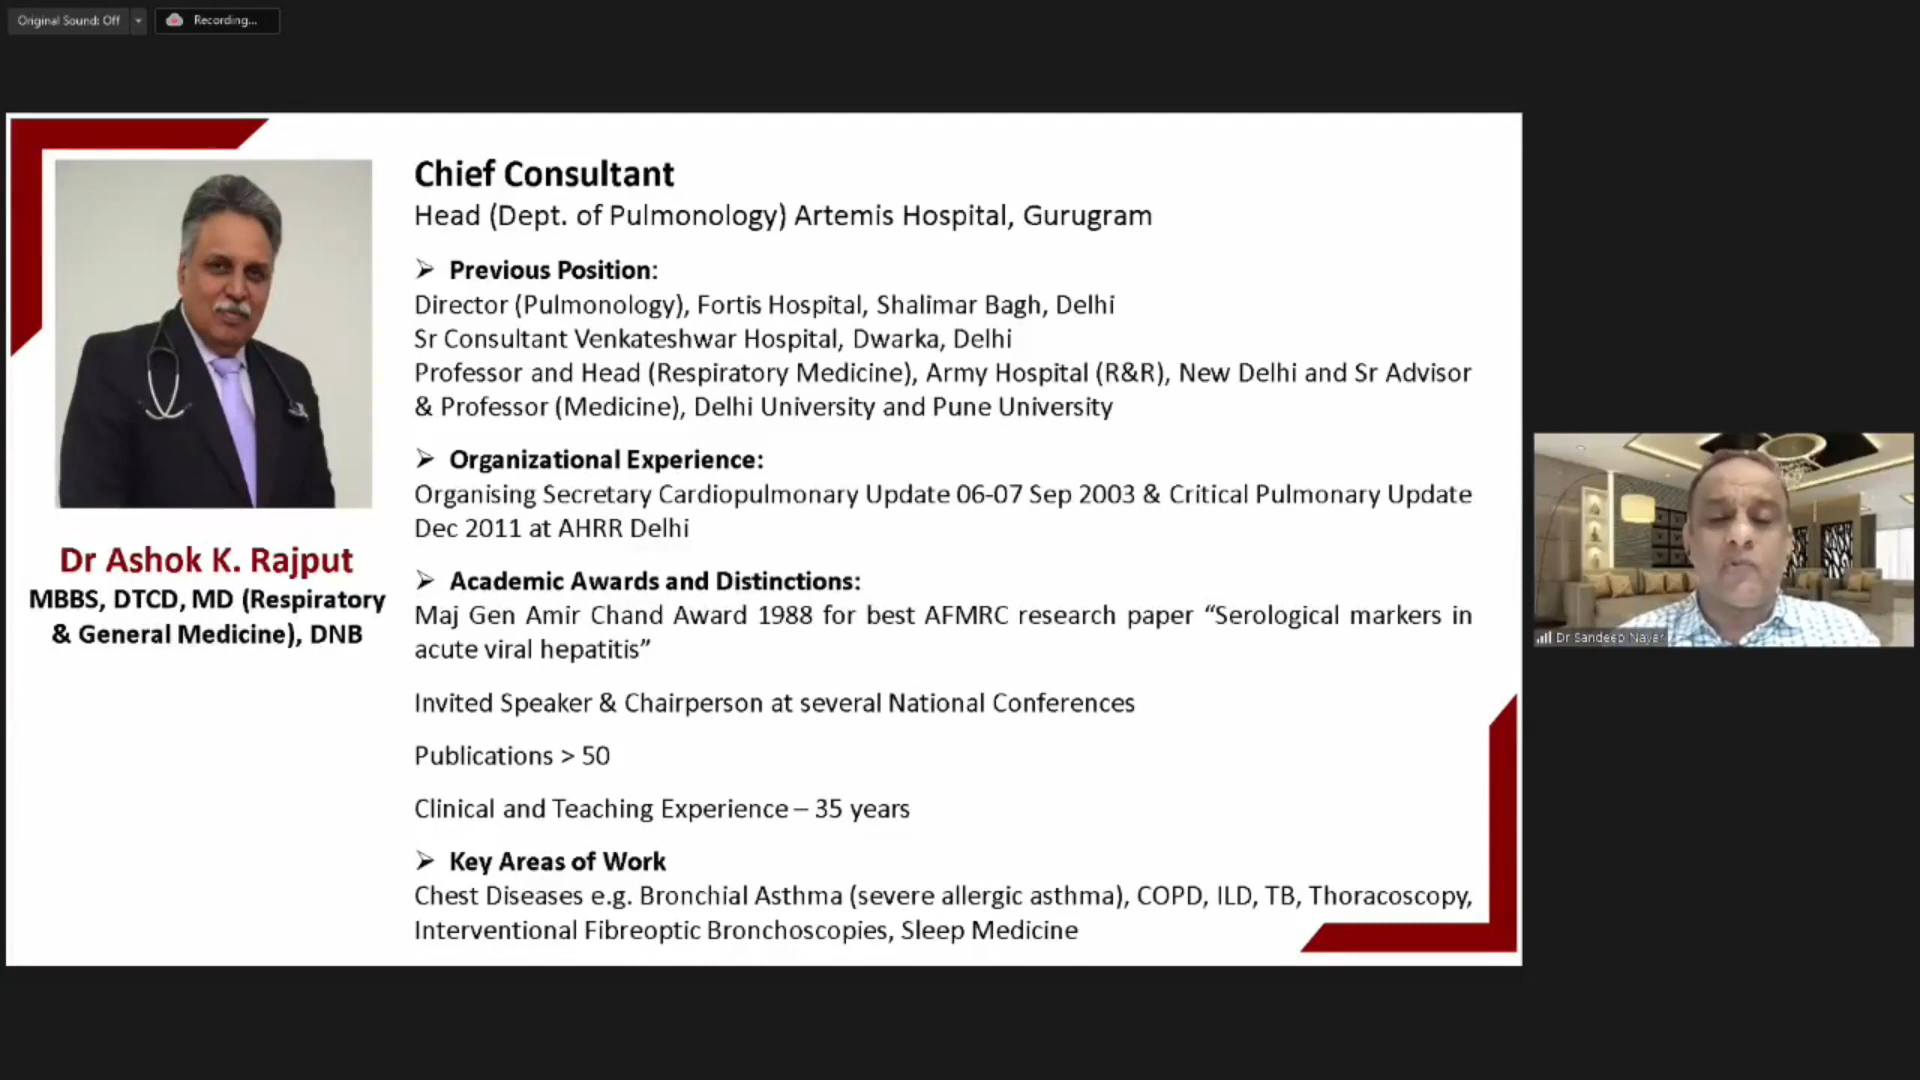 Original Sound: Off
Recording...
Chief Consultant
Head (Dept. of Pulmonology) Artemis Hospital, Gurugram
➢ Previous Position:
Director (Pulmonology), Fortis Hospital, Shalimar Bagh, Delhi
Sr Consultant Venkateshwar Hospital, Dwarka, Delhi
Professor and Head (Respiratory Medicine), Army Hospital (R&R), New Delhi and Sr Advisor
& Professor (Medicine), Delhi University and Pune University
➢ Organizational Experience:
Organising Secretary Cardiopulmonary Update 06-07 Sep 2003 & Critical Pulmonary Update
Dec 2011 at AHRR Delhi
➢ Academic Awards and Distinctions:
Maj Gen Amir Chand Award 1988 for best AFMRC research paper “Serological markers in
acute viral hepatitis”
Invited Speaker & Chairperson at several National Conferences
Publications > 50
Clinical and Teaching Experience – 35 years
➢ Key Areas of Work
Chest Diseases e.g. Bronchial Asthma (severe allergic asthma), COPD, ILD, TB, Thoracoscopy,
Interventional Fibreoptic Bronchoscopies, Sleep Medicine
Dr Ashok K. Rajput
MBBS, DTCD, MD (Respiratory
& General Medicine), DNB
Dr Sandeep Nayar